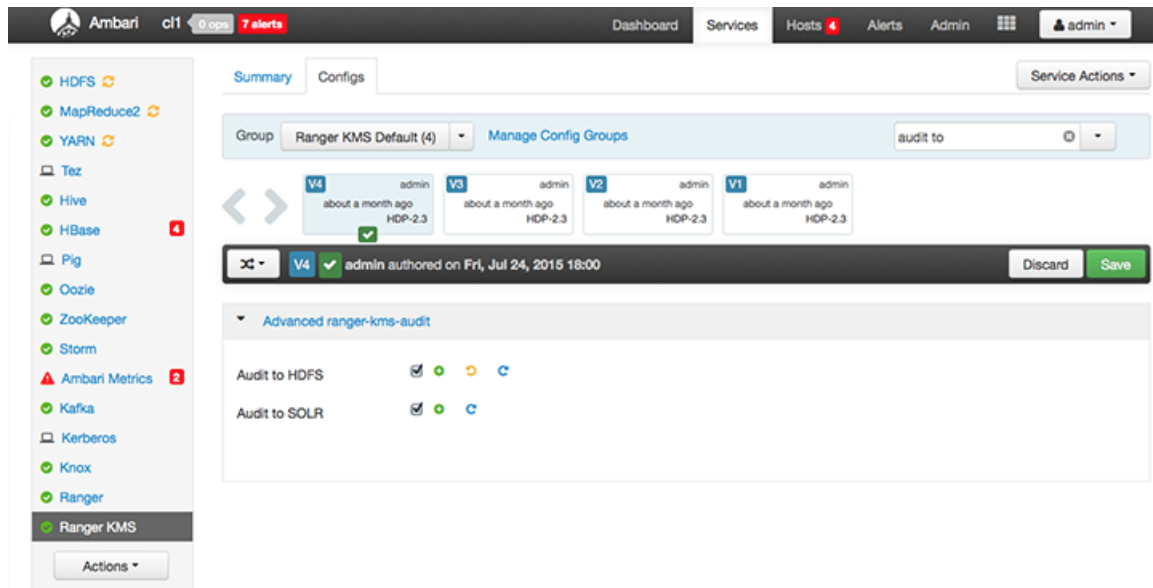 Ambari cl1 0 ops 7 alerts Dashboard Services Hosts 4 Alerts Admin admin
HDFS
MapReduce2
YARN
Tez
Hive
HBase 4
Pig
Oozie
ZooKeeper
Storm
Ambari Metrics 2
Kafka
Kerberos
Knox
Ranger
Ranger KMS
Actions
Summary Configs Service Actions
Group Ranger KMS Default (4) Manage Config Groups audit to
V4 admin
about a month ago
HDP-2.3
V3 admin
about a month ago
HDP-2.3
V2 admin
about a month ago
HDP-2.3
V1 admin
about a month ago
HDP-2.3
V4 admin authored on Fri, Jul 24, 2015 18:00 Discard Save
Advanced ranger-kms-audit
Audit to HDFS
Audit to SOLR